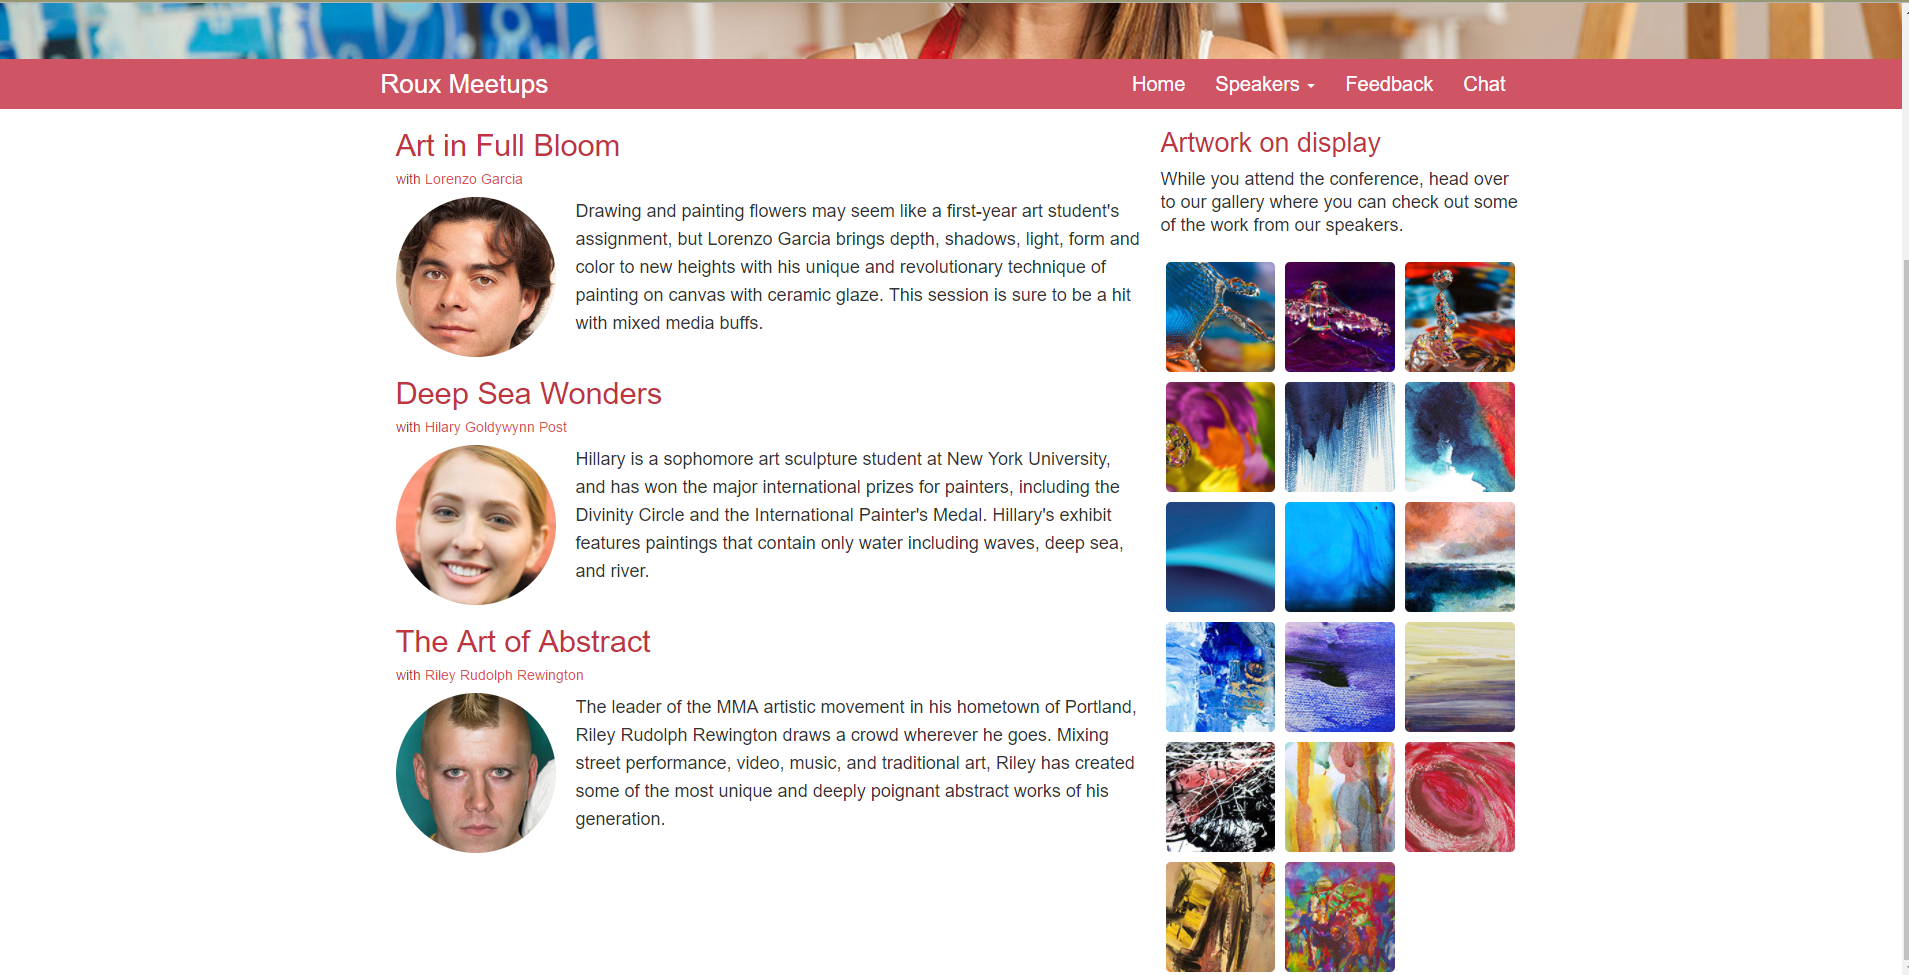 Roux Meetups
Home Speakers Feedback Chat
Art in Full Bloom
with Lorenzo Garcia
Drawing and painting flowers may seem like a first-year art student's
assignment, but Lorenzo Garcia brings depth, shadows, light, form and
color to new heights with his unique and revolutionary technique of
painting on canvas with ceramic glaze. This session is sure to be a hit
with mixed media buffs.
Deep Sea Wonders
with Hilary Goldywynn Post
Hillary is a sophomore art sculpture student at New York University,
and has won the major international prizes for painters, including the
Divinity Circle and the International Painter's Medal. Hillary's exhibit
features paintings that contain only water including waves, deep sea,
and river.
The Art of Abstract
with Riley Rudolph Rewington
The leader of the MMA artistic movement in his hometown of Portland,
Riley Rudolph Rewington draws a crowd wherever he goes. Mixing
street performance, video, music, and traditional art, Riley has created
some of the most unique and deeply poignant abstract works of his
generation.
Artwork on display
While you attend the conference, head over
to our gallery where you can check out some
of the work from our speakers.